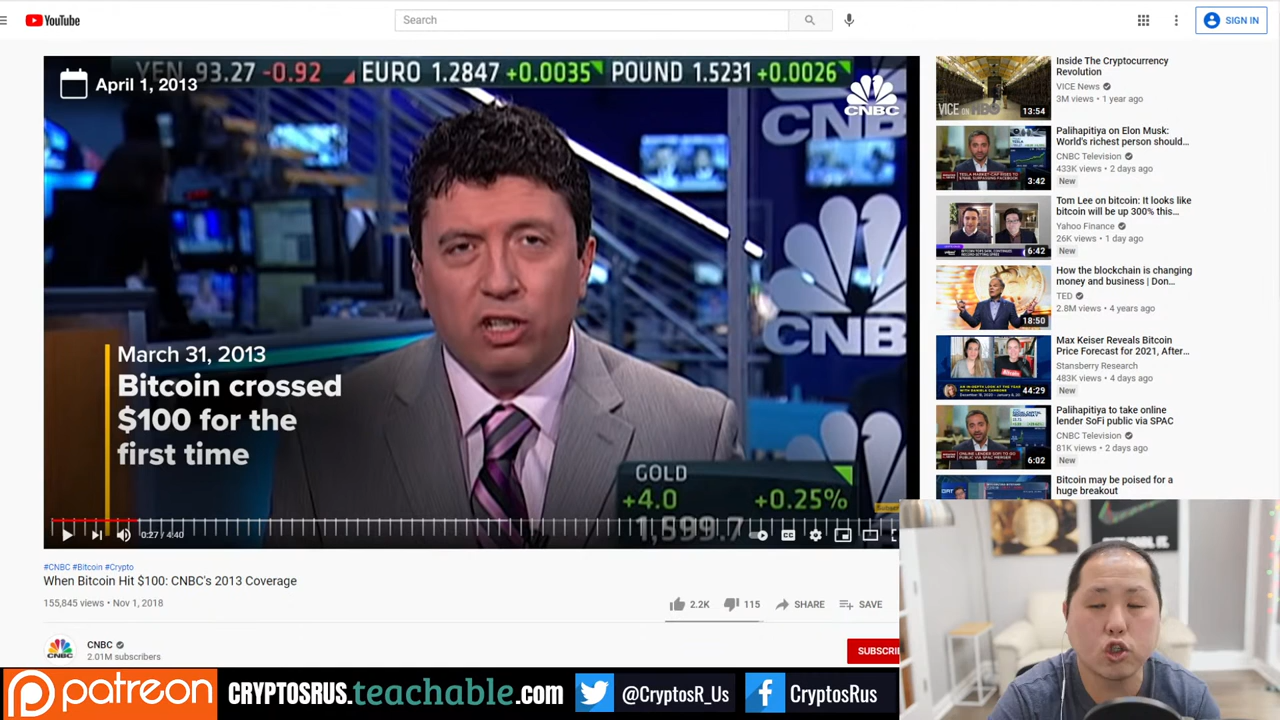 YouTube
Search
SIGN IN
YEN 93.27 -0.92 EURO 1.2847 +0.0035 POUND 1.5231 +0.0026
April 1, 2013
CNBC
CNBC
CNB
March 31, 2013
Bitcoin crossed
$100 for the
first time
GOLD
+4.0 +0.25%
1,599.7
0:27 / 4:40
#CNBC #Bitcoin #Crypto
When Bitcoin Hit $100: CNBC's 2013 Coverage
155,845 views • Nov 1, 2018
2.2K
115
SHARE
SAVE
CNBC
2.01M subscribers
SUBSCRIBE
Inside The Cryptocurrency
Revolution
VICE News
3M views • 1 year ago
VICE
13:54
Palihapitiya on Elon Musk:
World's richest person should...
CNBC Television
433K views • 2 days ago
New
3:42
Tom Lee on bitcoin: It looks like
bitcoin will be up 300% this...
Yahoo Finance
26K views • 1 day ago
New
6:42
How the blockchain is changing
money and business | Don...
TED
2.8M views • 4 years ago
18:50
Max Keiser Reveals Bitcoin
Price Forecast for 2021, After...
Stansberry Research
483K views • 4 days ago
New
44:29
Palihapitiya to take online
lender SoFi public via SPAC
CNBC Television
81K views • 2 days ago
New
6:02
Bitcoin may be poised for a
huge breakout
patreon
CRYPTOSRUS.teachable.com
@CryptosR_Us
CryptosRus